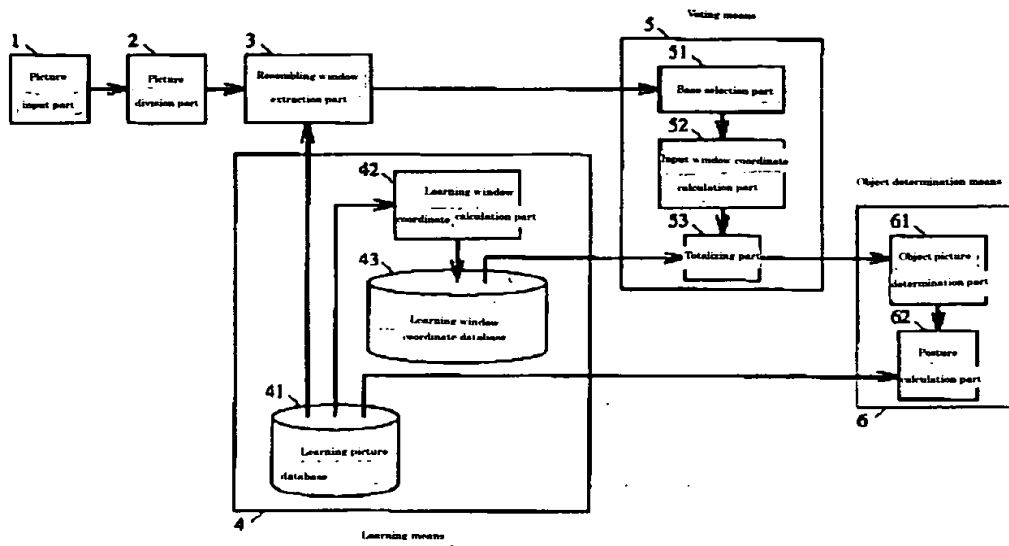 Voting means
1
2
3
5
51
Picture
input part
Picture
division part
Resembling window
extraction part
Base selection part
52
Input window coordinate
calculation part
42
Learning window
coordinate calculation part
Object determination means
53
Totalizing part
61
Object picture
determination part
43
Learning window
coordinate database
62
Posture
calculation part
41
Learning picture
database
6
4
Learning means